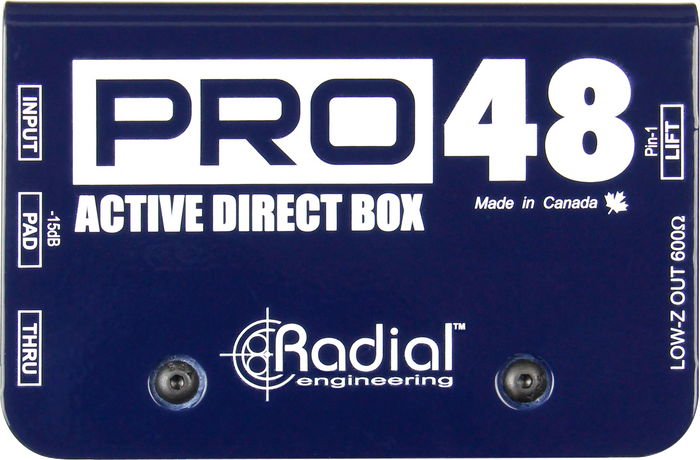 PRO48
ACTIVE DIRECT BOX
Made in Canada
INPUT
-15dB
PAD
THRU
Pin-1
LIFT
LOW-Z OUT 600Ω
Radial™
engineering